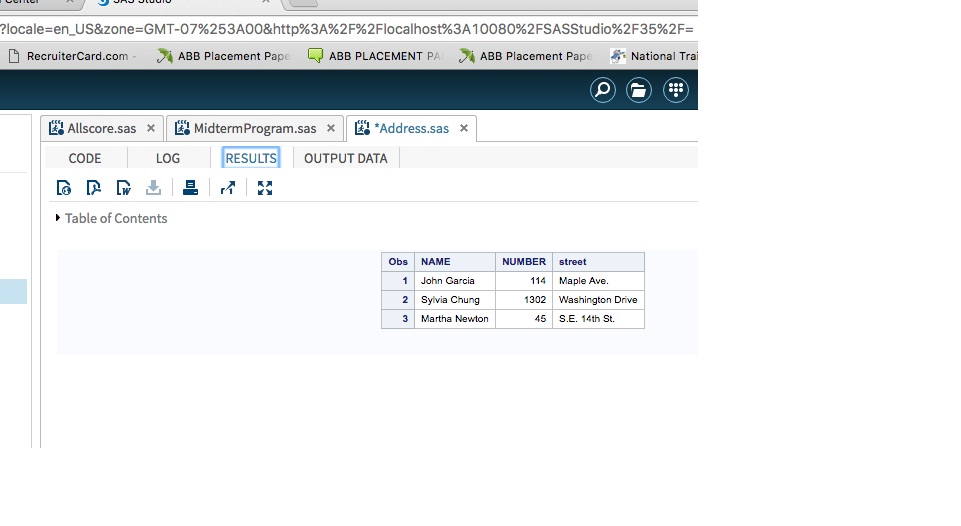 Center × SAS Studio ×
?locale=en_US&zone=GMT-07%253A00&http%3A%2F%2Flocalhost%3A10080%2FSASStudio%2F35%2F=
RecruiterCard.com - ABB Placement Pape ABB PLACEMENT PA ABB Placement Pape National Trai
Allscore.sas × MidtermProgram.sas × *Address.sas ×
CODE LOG RESULTS OUTPUT DATA
Table of Contents
Obs NAME NUMBER street
1 John Garcia 114 Maple Ave.
2 Sylvia Chung 1302 Washington Drive
3 Martha Newton 45 S.E. 14th St.